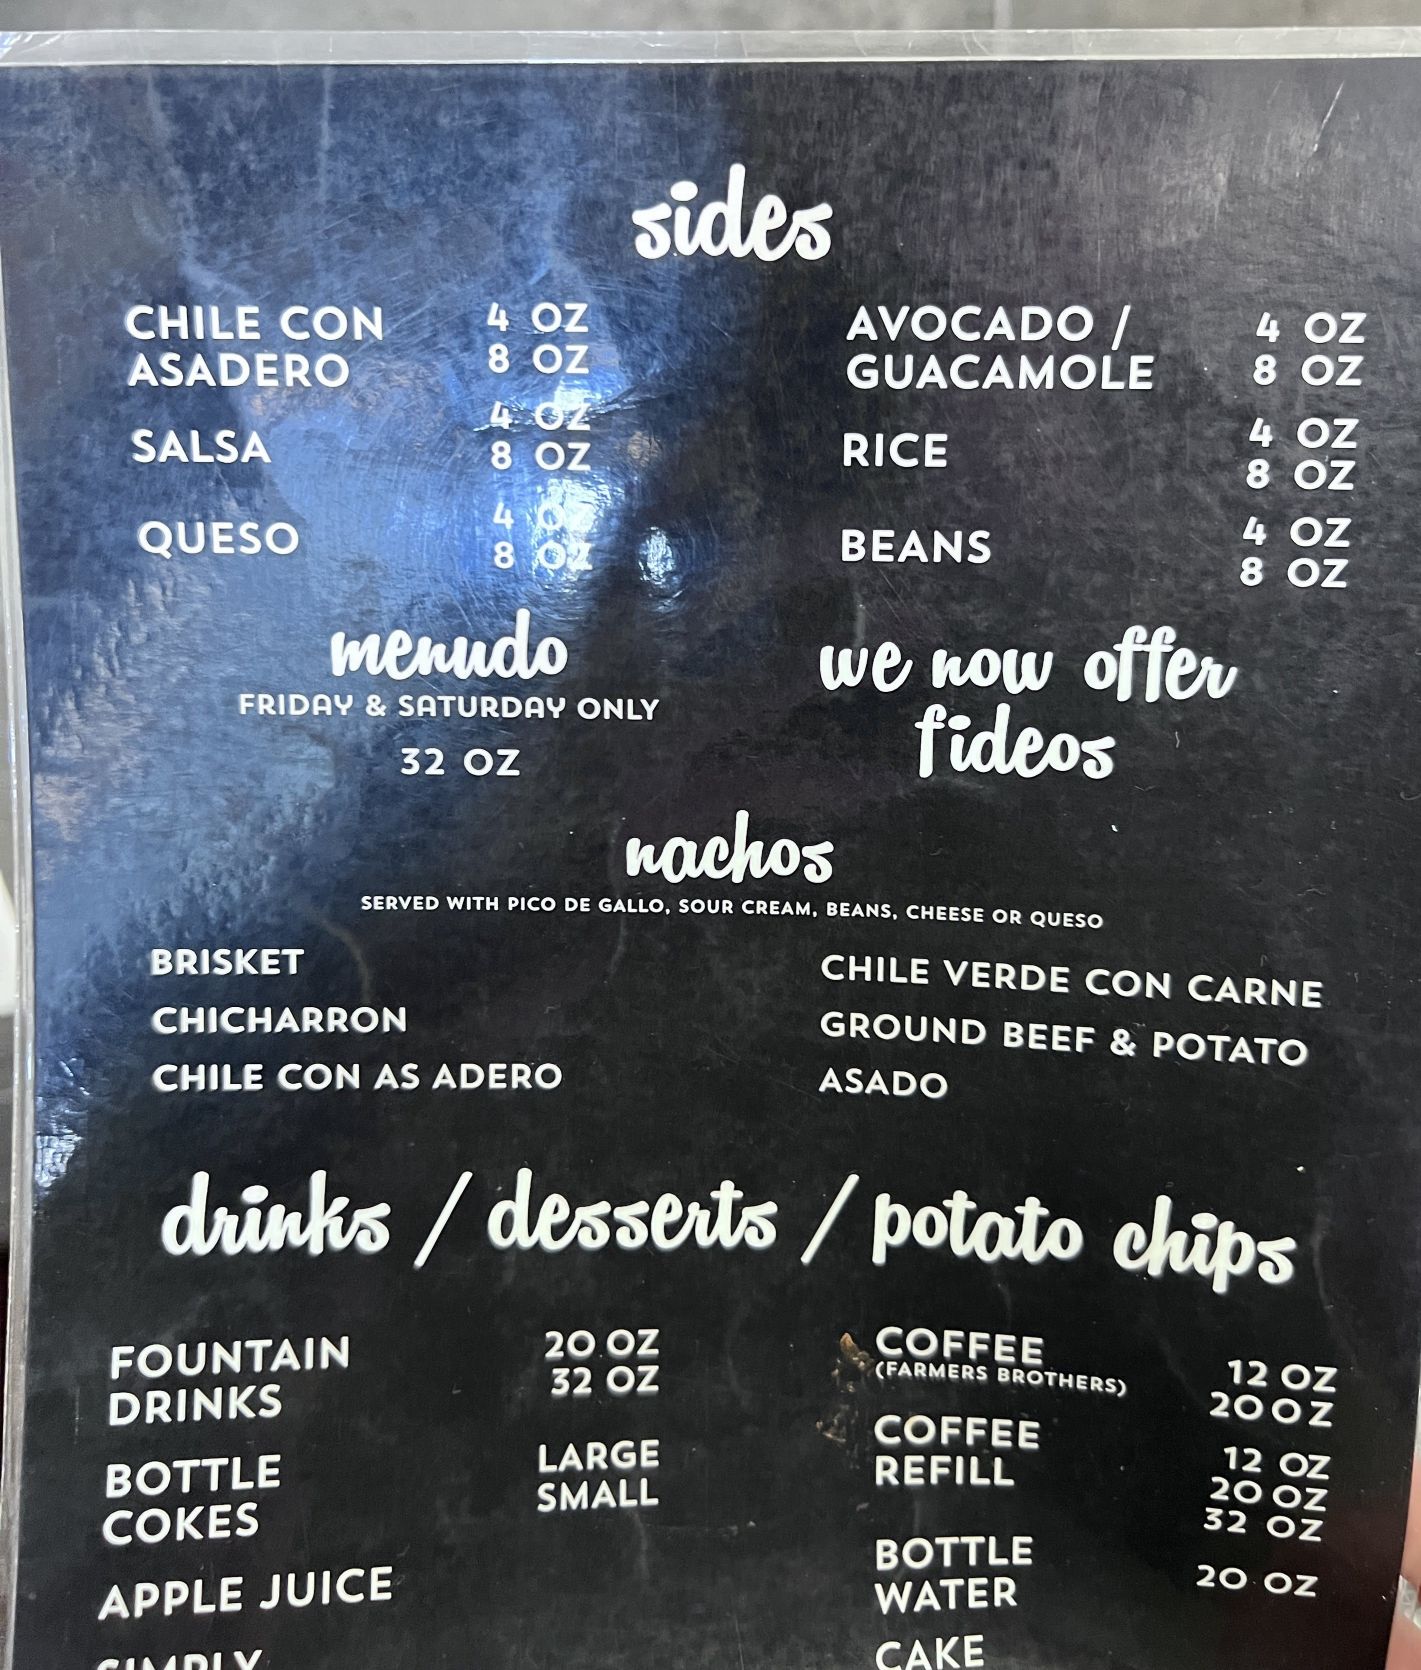 sides
CHILE CON ASADERO
4 OZ
8 OZ
SALSA
4 OZ
8 OZ
QUESO
4 OZ
8 OZ
AVOCADO / GUACAMOLE
4 OZ
8 OZ
RICE
4 OZ
8 OZ
BEANS
4 OZ
8 OZ
menudo
FRIDAY & SATURDAY ONLY
32 OZ
we now offer
fideos
nachos
SERVED WITH PICO DE GALLO, SOUR CREAM, BEANS, CHEESE OR QUESO
BRISKET
CHICHARRON
CHILE CON AS ADERO
CHILE VERDE CON CARNE
GROUND BEEF & POTATO
ASADO
drinks / desserts / potato chips
FOUNTAIN
DRINKS
20 OZ
32 OZ
BOTTLE
COKES
LARGE
SMALL
APPLE JUICE
SIMPLY
COFFEE
(FARMERS BROTHERS)
12 OZ
20 OZ
COFFEE
REFILL
12 OZ
20 OZ
32 OZ
BOTTLE
WATER
20 OZ
CAKE